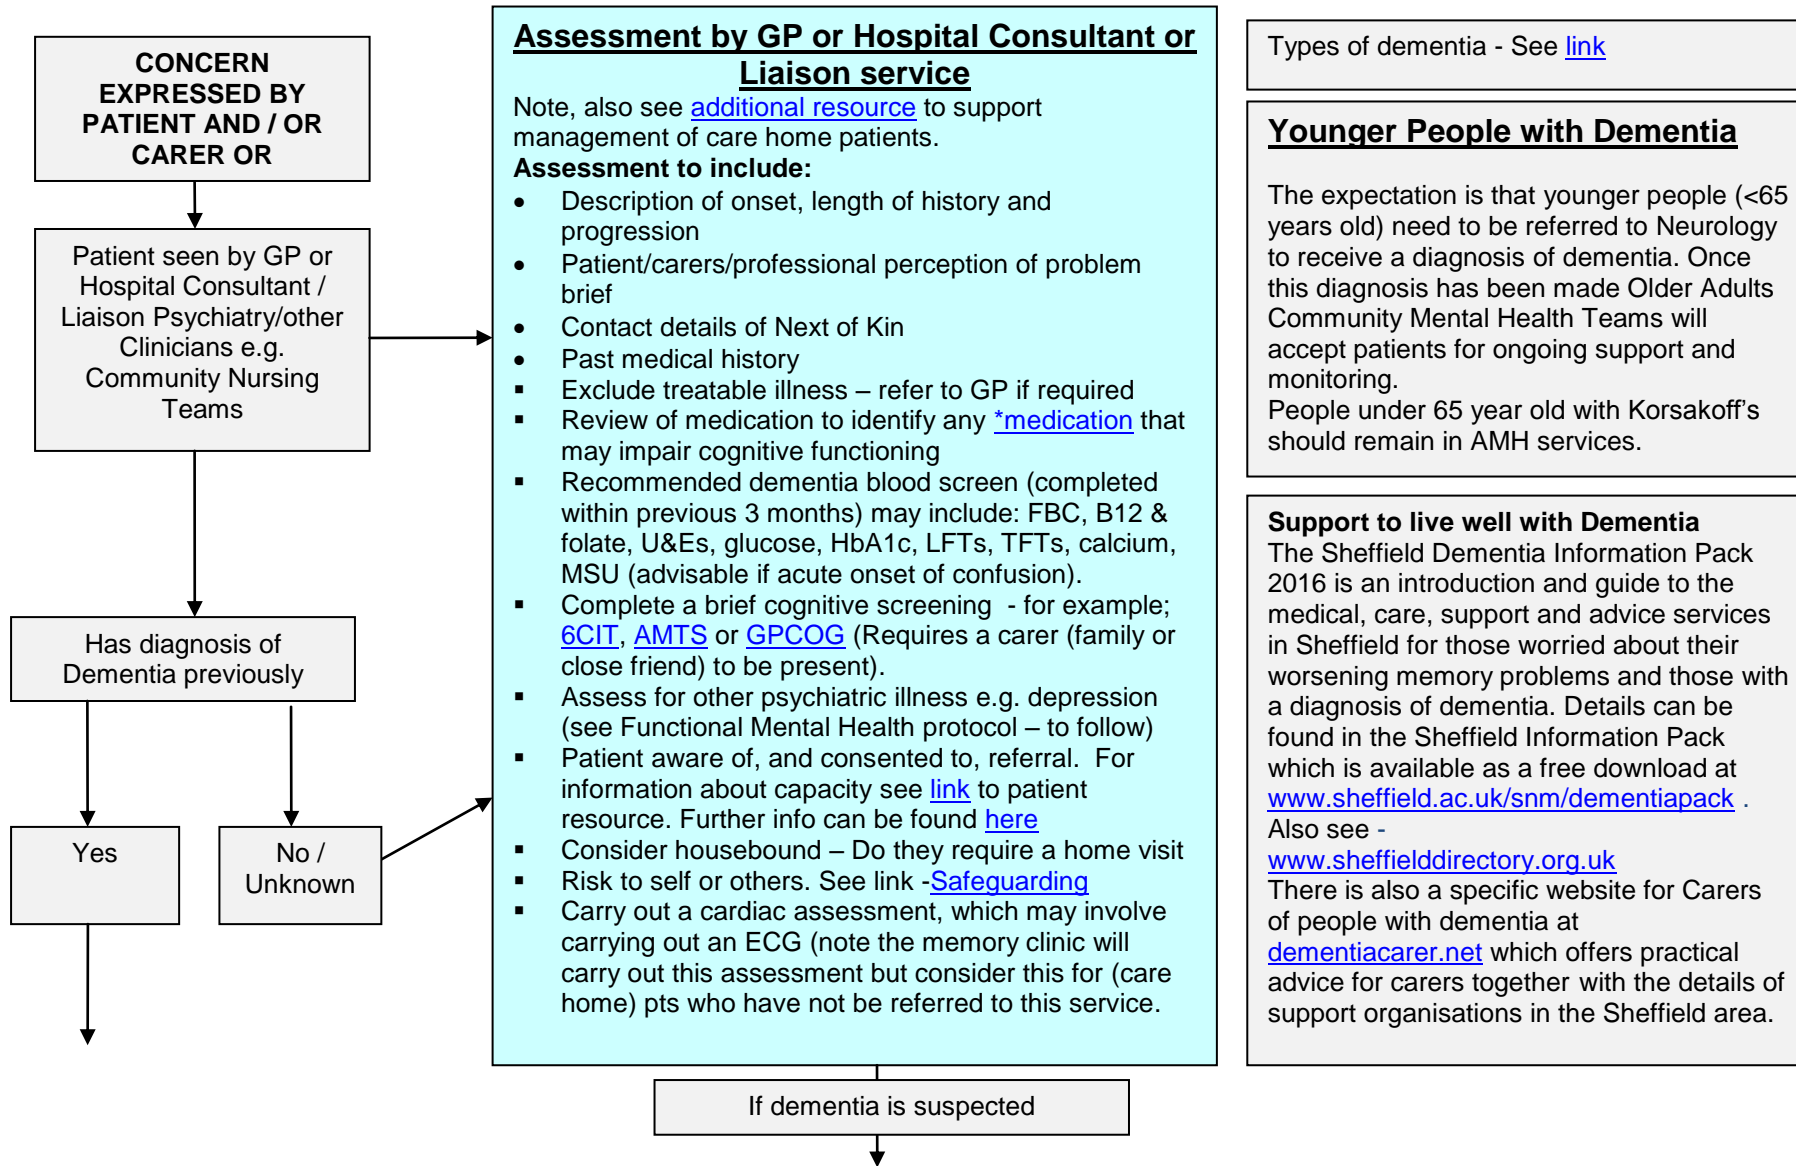 CONCERN
EXPRESSED BY
PATIENT AND / OR
CARER OR
Patient seen by GP or
Hospital Consultant /
Liaison Psychiatry/other
Clinicians e.g.
Community Nursing
Teams
Has diagnosis of
Dementia previously
Yes
No /
Unknown
Assessment by GP or Hospital Consultant or
Liaison service
Note, also see additional resource to support
management of care home patients.
Assessment to include:
• Description of onset, length of history and
progression
• Patient/carers/professional perception of problem
brief
• Contact details of Next of Kin
• Past medical history
▪ Exclude treatable illness – refer to GP if required
▪ Review of medication to identify any *medication that
may impair cognitive functioning
▪ Recommended dementia blood screen (completed
within previous 3 months) may include: FBC, B12 &
folate, U&Es, glucose, HbA1c, LFTs, TFTs, calcium,
MSU (advisable if acute onset of confusion).
▪ Complete a brief cognitive screening - for example;
6CIT, AMTS or GPCOG (Requires a carer (family or
close friend) to be present).
▪ Assess for other psychiatric illness e.g. depression
(see Functional Mental Health protocol – to follow)
▪ Patient aware of, and consented to, referral. For
information about capacity see link to patient
resource. Further info can be found here
▪ Consider housebound – Do they require a home visit
▪ Risk to self or others. See link -Safeguarding
▪ Carry out a cardiac assessment, which may involve
carrying out an ECG (note the memory clinic will
carry out this assessment but consider this for (care
home) pts who have not be referred to this service.
If dementia is suspected
Types of dementia - See link
Younger People with Dementia
The expectation is that younger people (<65
years old) need to be referred to Neurology
to receive a diagnosis of dementia. Once
this diagnosis has been made Older Adults
Community Mental Health Teams will
accept patients for ongoing support and
monitoring.
People under 65 year old with Korsakoff's
should remain in AMH services.
Support to live well with Dementia
The Sheffield Dementia Information Pack
2016 is an introduction and guide to the
medical, care, support and advice services
in Sheffield for those worried about their
worsening memory problems and those with
a diagnosis of dementia. Details can be
found in the Sheffield Information Pack
which is available as a free download at
www.sheffield.ac.uk/snm/dementiapack .
Also see -
www.sheffielddirectory.org.uk
There is also a specific website for Carers
of people with dementia at
dementiacarer.net which offers practical
advice for carers together with the details of
support organisations in the Sheffield area.